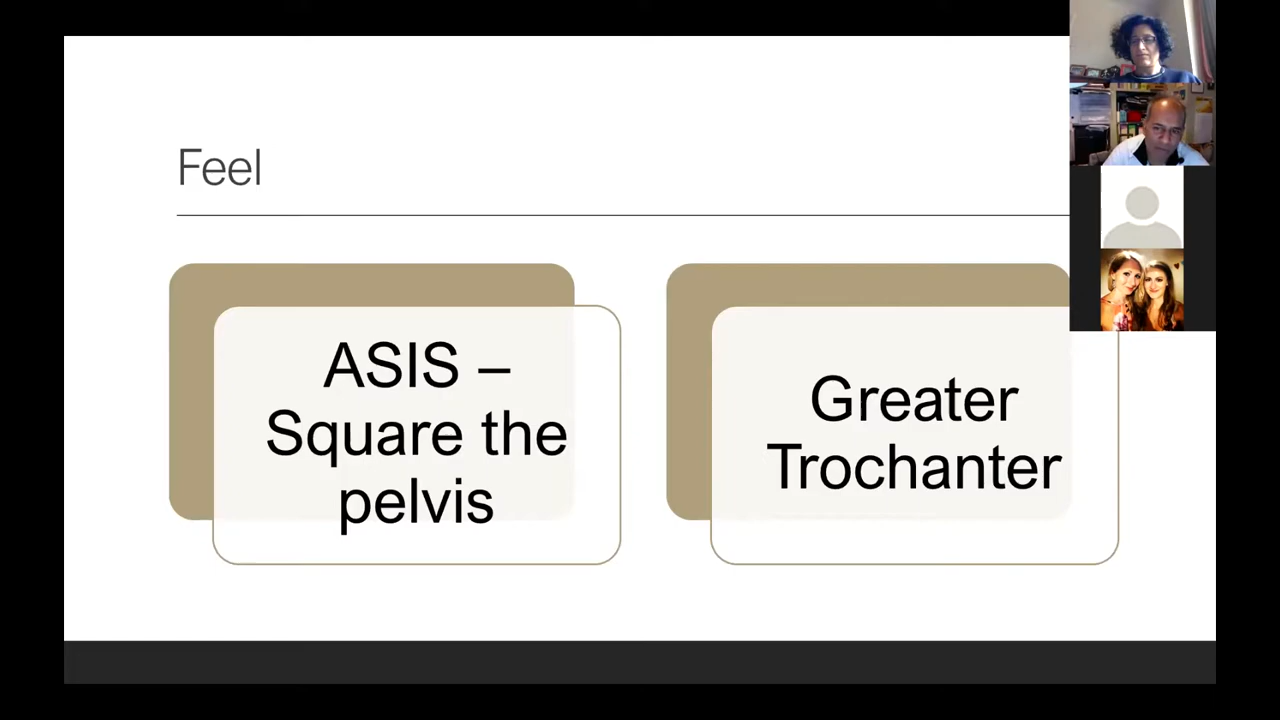 Feel
ASIS –
Square the
pelvis
Greater
Trochanter